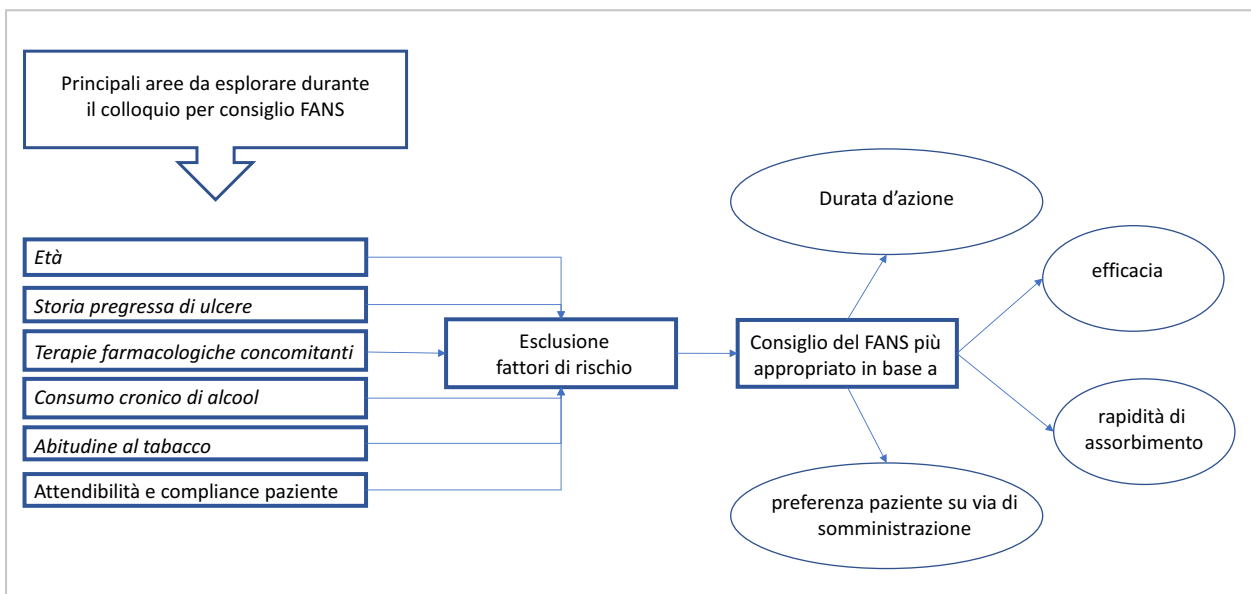 Principali aree da esplorare durante
il colloquio per consiglio FANS
Età
Storia pregressa di ulcere
Terapie farmacologiche concomitanti
Consumo cronico di alcool
Abitudine al tabacco
Attendibilità e compliance paziente
Esclusione
fattori di rischio
Consiglio del FANS più
appropriato in base a
Durata d’azione
efficacia
rapidità di
assorbimento
preferenza paziente su via di
somministrazione